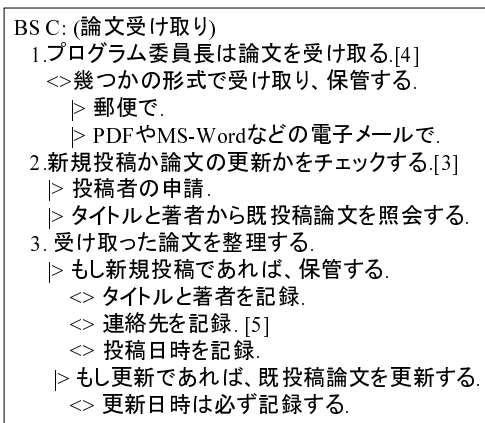 BS C: (論文受け取り)
1.プログラム委員長は論文を受け取る.[4]
<>幾つかの形式で受け取り、保管する.
|> 郵便で.
|> PDFやMS-Wordなどの電子メールで.
2.新規投稿か論文の更新かをチェックする.[3]
|> 投稿者の申請.
|> タイトルと著者から既投稿論文を照会する.
3. 受け取った論文を整理する.
|> もし新規投稿であれば、保管する.
<> タイトルと著者を記録.
<> 連絡先を記録. [5]
<> 投稿日時を記録.
|> もし更新であれば、既投稿論文を更新する.
<> 更新日時は必ず記録する.